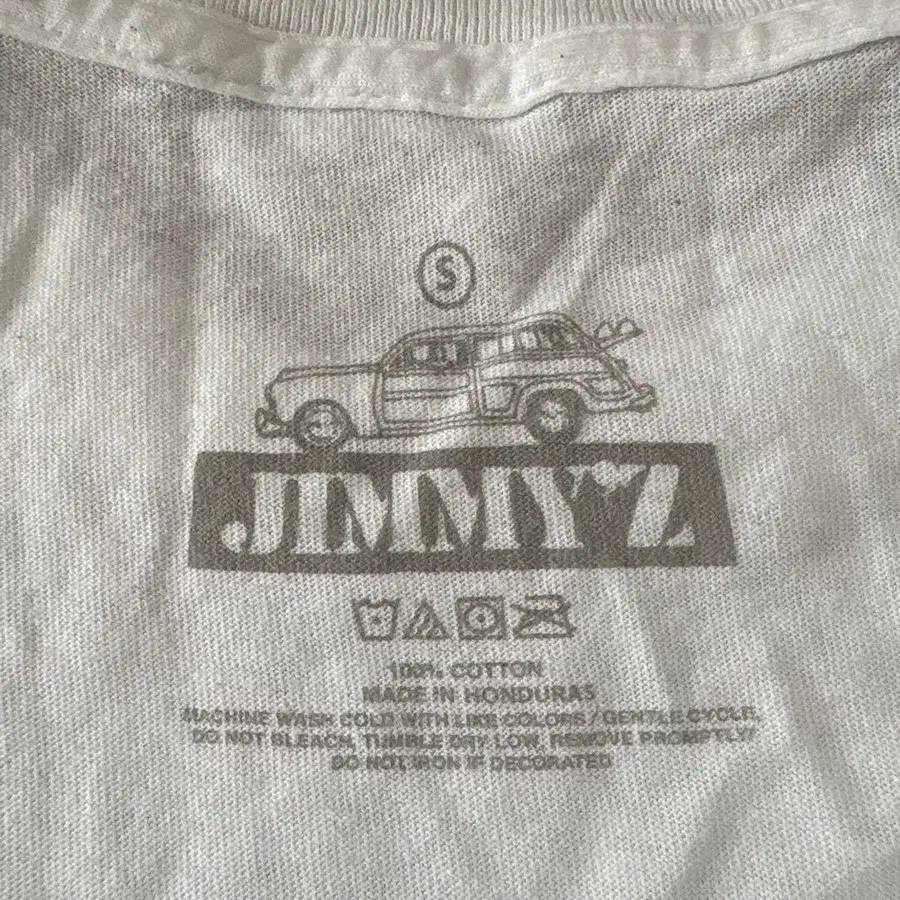 S
JIMMY'Z
100% COTTON
MADE IN HONDURAS
MACHINE WASH COLD WITH LIKE COLORS / GENTLE CYCLE,
DO NOT BLEACH, TUMBLE DRY LOW, REMOVE PROMPTLY/
DO NOT IRON IF DECORATED